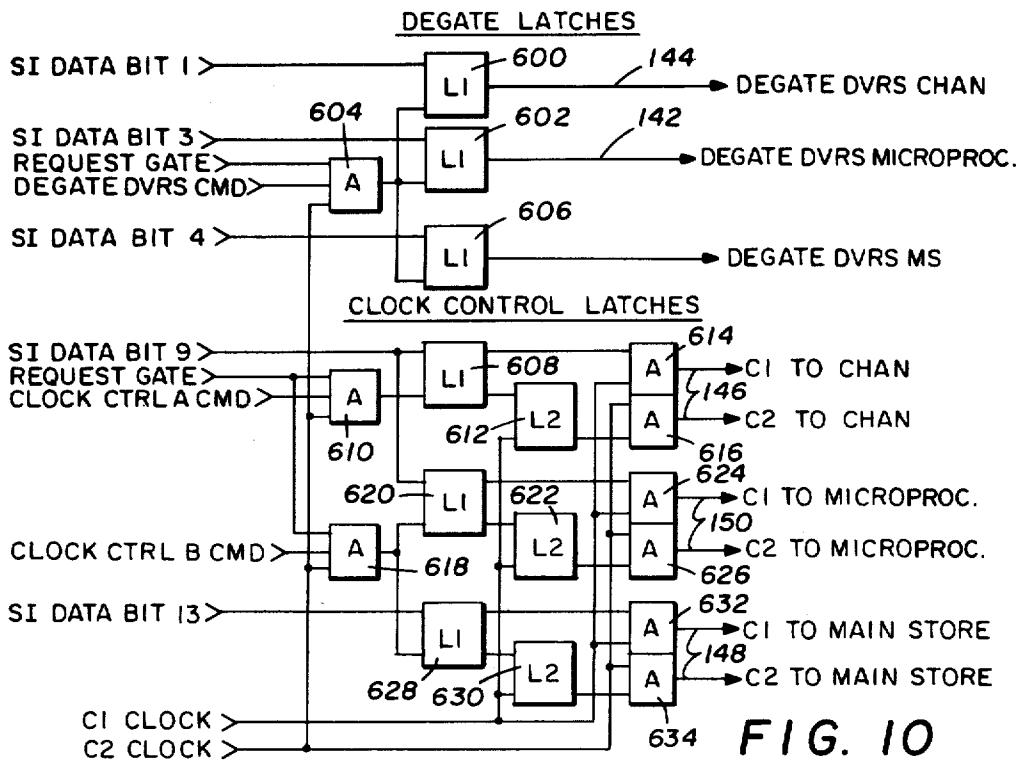 DEGATE LATCHES
SI DATA BIT 1
600
144
L1
DEGATE DVRS CHAN
604
602
142
SI DATA BIT 3
REQUEST GATE
L1
DEGATE DVRS MICROPROC.
DEGATE DVRS CMD
A
606
SI DATA BIT 4
L1
DEGATE DVRS MS
CLOCK CONTROL LATCHES
SI DATA BIT 9
614
REQUEST GATE
L1
608
A
C1 TO CHAN
CLOCK CTRL A CMD
A
146
612
L2
A
C2 TO CHAN
610
616
620
L1
622
624
A
C1 TO MICROPROC.
150
CLOCK CTRL B CMD
A
L2
A
C2 TO MICROPROC.
618
626
SI DATA BIT 13
632
L1
A
C1 TO MAIN STORE
148
628
630
L2
A
C2 TO MAIN STORE
C1 CLOCK
634
C2 CLOCK
FIG. 10